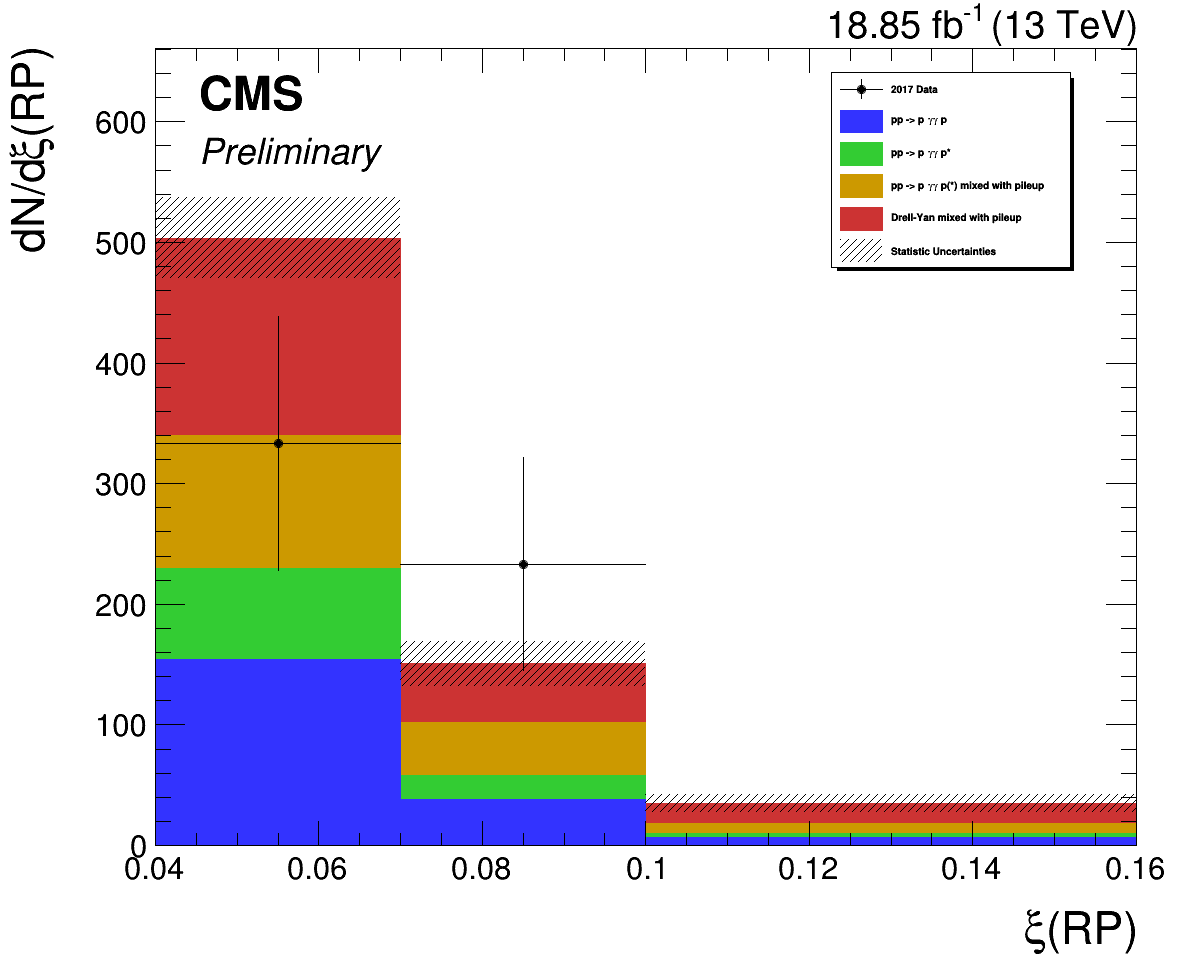 18.85 fb⁻¹ (13 TeV)
dN/dξ(RP)
CMS
Preliminary
2017 Data
pp -> p γγ p
pp -> p γγ p*
pp -> p γγ p(*) mixed with pileup
Drell-Yan mixed with pileup
Statistic Uncertainties
600
500
400
300
200
100
0
0.04 0.06 0.08 0.1 0.12 0.14 0.16
ξ(RP)